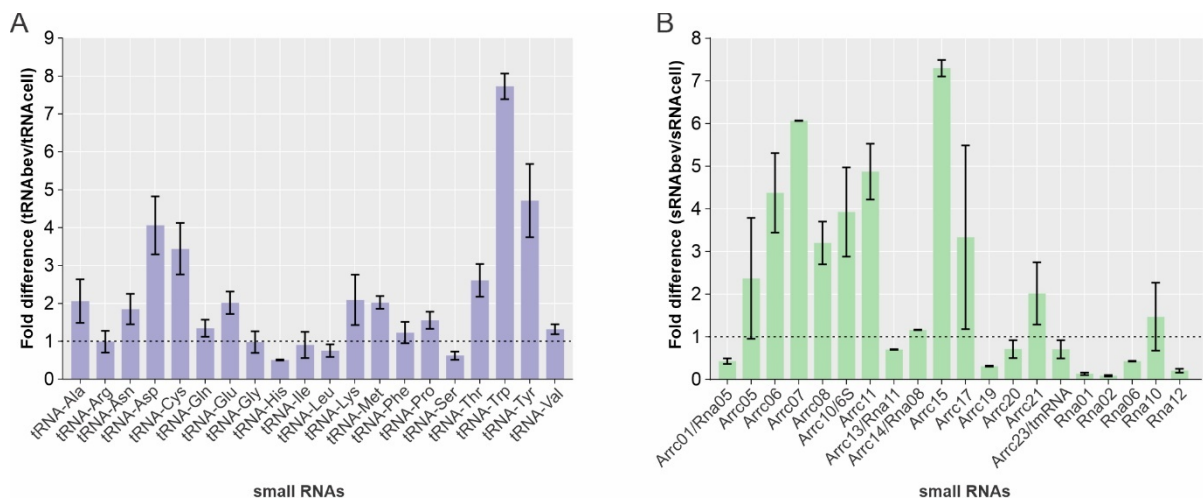 A
Fold difference (tRNAbev/tRNAcell)
9
8
7
6
5
4
3
2
1
0
tRNA-Ala
tRNA-Arg
tRNA-Asn
tRNA-Asp
tRNA-Cys
tRNA-Gln
tRNA-Glu
tRNA-Gly
tRNA-His
tRNA-Ile
tRNA-Leu
tRNA-Lys
tRNA-Met
tRNA-Phe
tRNA-Pro
tRNA-Ser
tRNA-Thr
tRNA-Trp
tRNA-Tyr
tRNA-Val
small RNAs
B
Fold difference (sRNAbev/sRNAcell)
8
7
6
5
4
3
2
1
0
Arrc01/Rna05
Arrc05
Arrc06
Arrc07
Arrc08
Arrc10/6S
Arrc11
Arrc13/Rna11
Arrc14/Rna08
Arrc15
Arrc17
Arrc19
Arrc20
Arrc21
Arrc23/tmRNA
Rna01
Rna02
Rna06
Rna10
Rna12
small RNAs